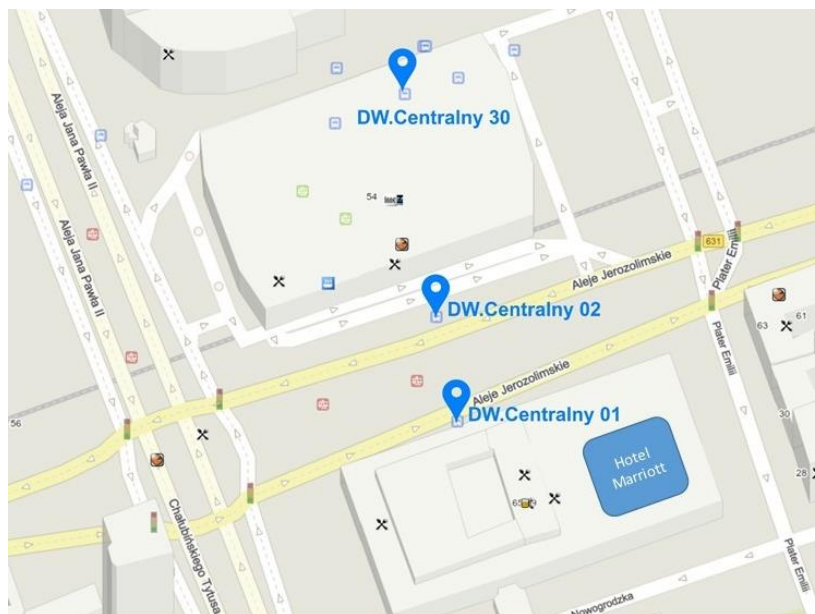 DW.Centralny 30
Aleja Jana Pawła II
Aleja Jana Pawła II
54
631
Plater Emilii
Aleje Jerozolimskie
DW.Centralny 02
63
61
Aleje Jerozolimskie
Plater Emilii
DW.Centralny 01
56
30
Hotel
Marriott
28
Chałubińskiego Tytusa
Plater Emilii
Nowogrodzka